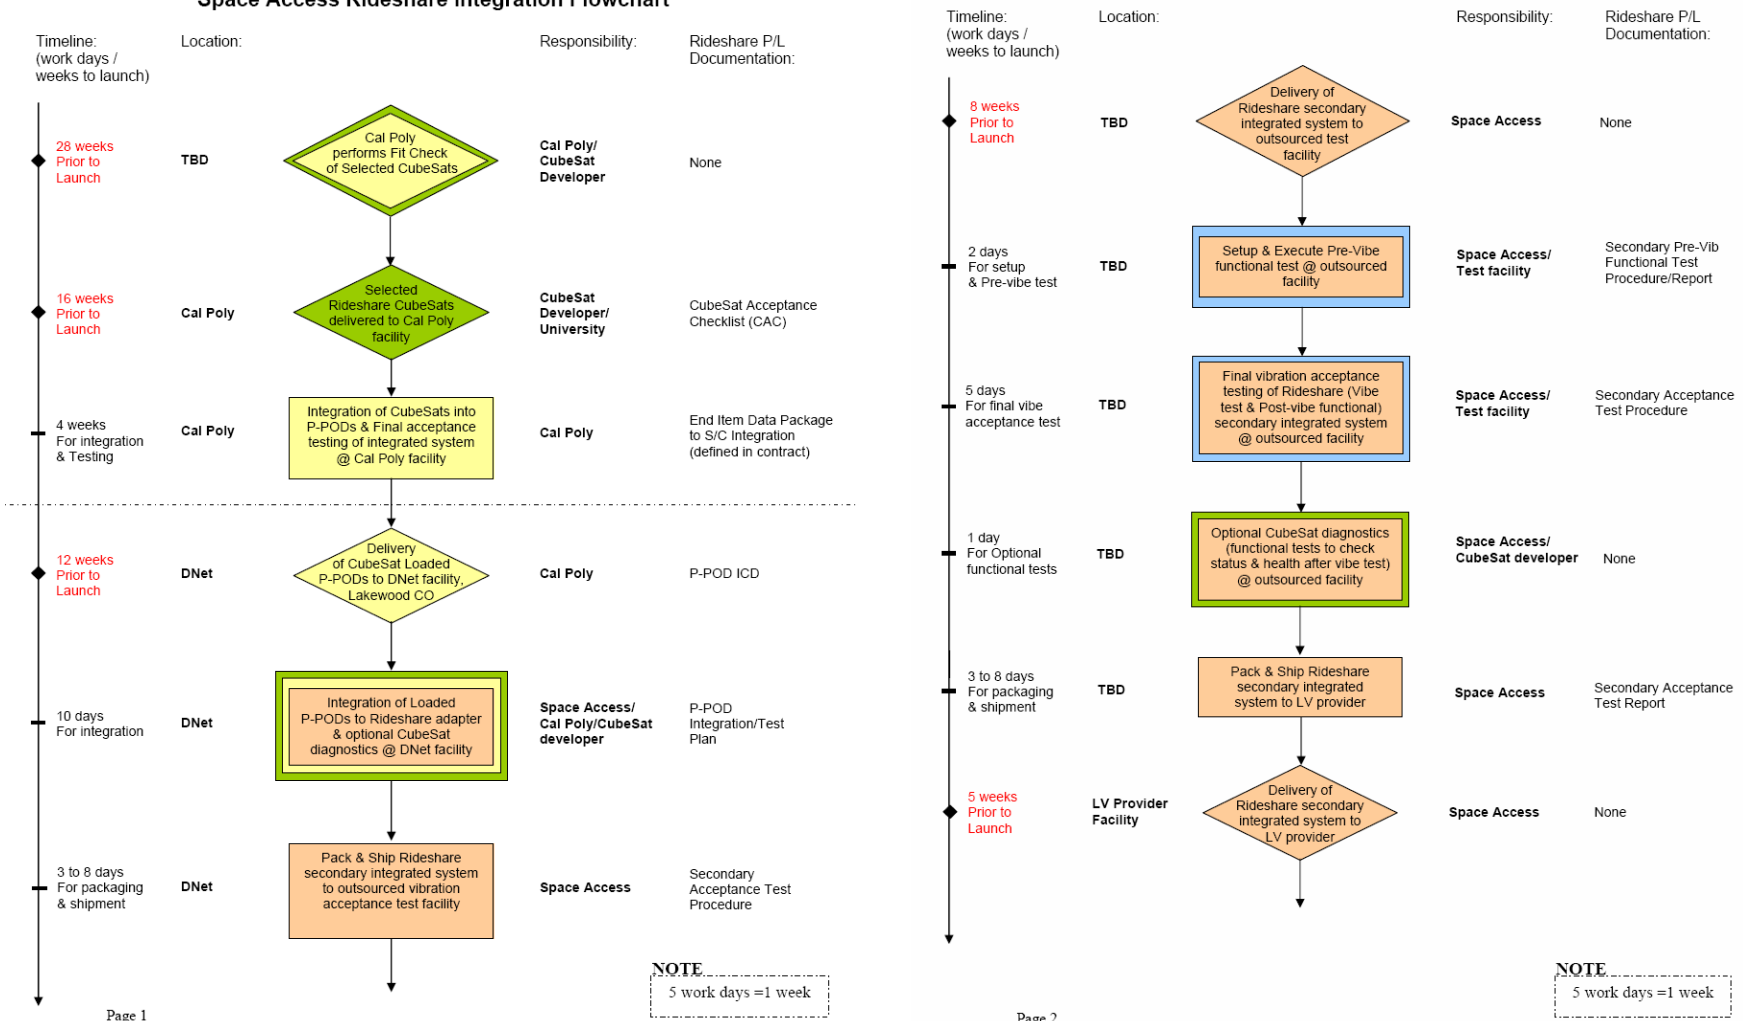 Space Access Rideshare Integration Flowchart
Timeline:
(work days /
weeks to launch)
Location:
Responsibility:
Rideshare P/L
Documentation:
28 weeks
Prior to
Launch
TBD
Cal Poly
performs Fit Check
of Selected CubeSats
Cal Poly/
CubeSat
Developer
None
16 weeks
Prior to
Launch
Cal Poly
Selected
Rideshare CubeSats
delivered to Cal Poly
facility
CubeSat
Developer/
University
CubeSat Acceptance
Checklist (CAC)
4 weeks
For integration
& Testing
Cal Poly
Integration of CubeSats into
P-PODs & Final acceptance
testing of integrated system
@ Cal Poly facility
Cal Poly
End Item Data Package
to S/C Integration
(defined in contract)
12 weeks
Prior to
Launch
DNet
Delivery
of CubeSat Loaded
P-PODs to DNet facility,
Lakewood CO
Cal Poly
P-POD ICD
10 days
For integration
DNet
Integration of Loaded
P-PODs to Rideshare adapter
& optional CubeSat
diagnostics @ DNet facility
Space Access/
Cal Poly/CubeSat
developer
P-POD
Integration/Test
Plan
3 to 8 days
For packaging
& shipment
DNet
Pack & Ship Rideshare
secondary integrated system
to outsourced vibration
acceptance test facility
Space Access
Secondary
Acceptance Test
Procedure
NOTE
5 work days =1 week
Page 1
Timeline:
(work days /
weeks to launch)
Location:
Responsibility:
Rideshare P/L
Documentation:
8 weeks
Prior to
Launch
TBD
Delivery of
Rideshare secondary
integrated system to
outsourced test
facility
Space Access
None
2 days
For setup
& Pre-vibe test
TBD
Setup & Execute Pre-Vibe
functional test @ outsourced
facility
Space Access/
Test facility
Secondary Pre-Vib
Functional Test
Procedure/Report
5 days
For final vibe
acceptance test
TBD
Final vibration acceptance
testing of Rideshare (Vibe
test & Post-vibe functional)
secondary integrated system
@ outsourced facility
Space Access/
Test facility
Secondary Acceptance
Test Procedure
1 day
For Optional
functional tests
TBD
Optional CubeSat diagnostics
(functional tests to check
status & health after vibe test)
@ outsourced facility
Space Access/
CubeSat developer
None
3 to 8 days
For packaging
& shipment
TBD
Pack & Ship Rideshare
secondary integrated
system to LV provider
Space Access
Secondary Acceptance
Test Report
5 weeks
Prior to
Launch
LV Provider
Facility
Delivery of
Rideshare secondary
integrated system to
LV provider
Space Access
None
NOTE
5 work days =1 week
Page 2